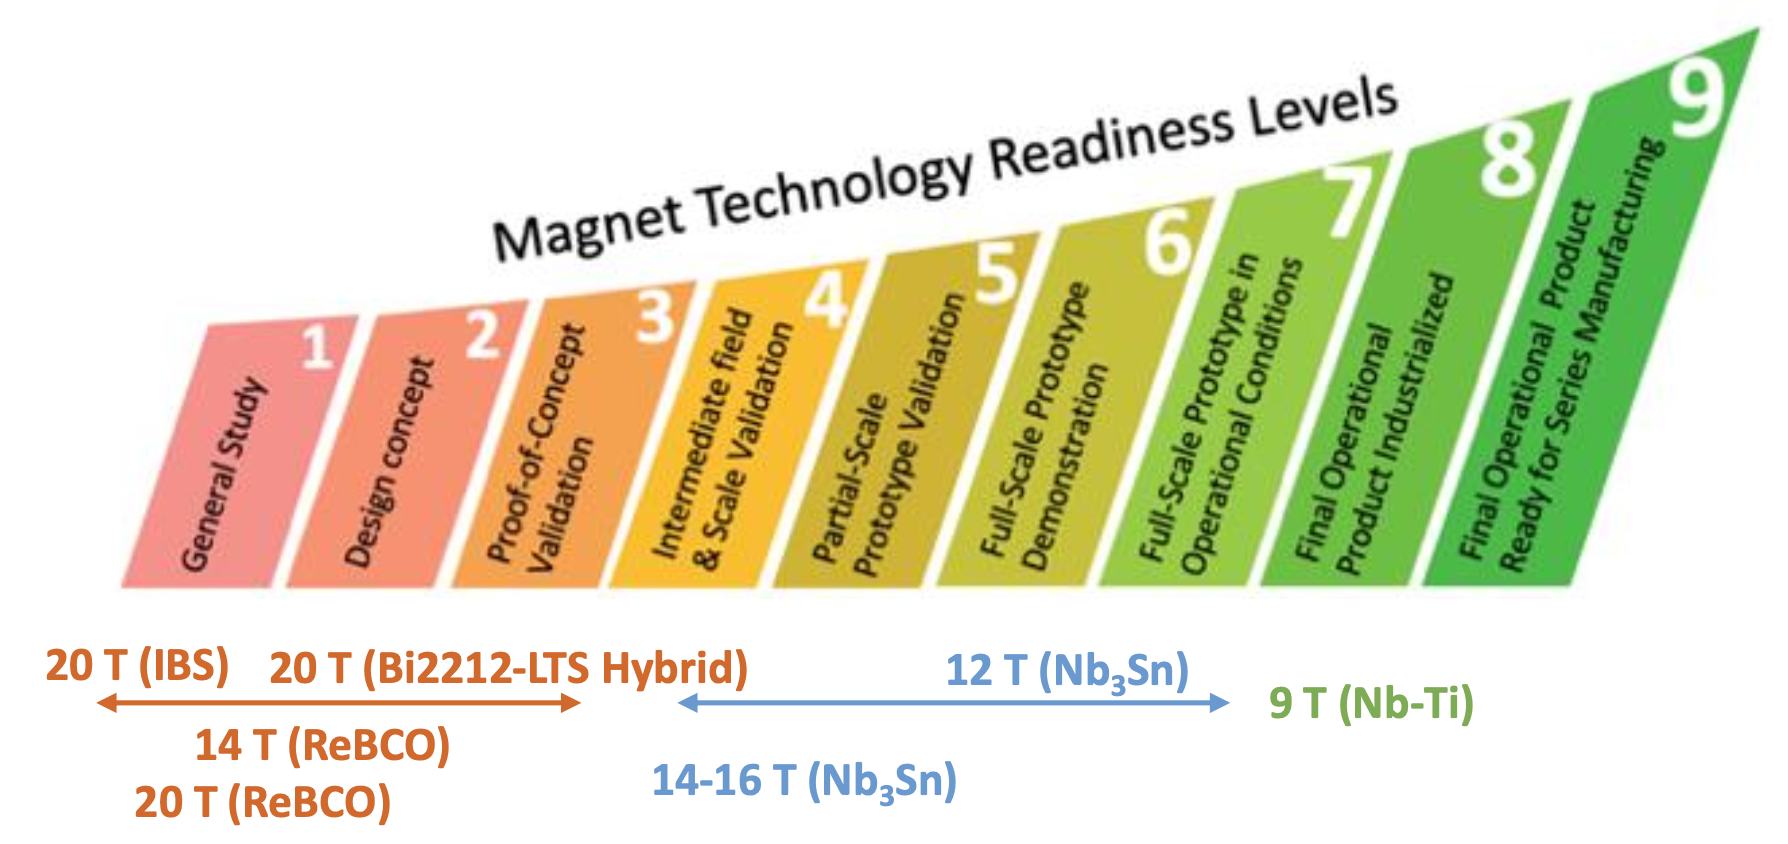 Magnet Technology Readiness Levels
1
General Study
2
Design concept
3
Proof-of-Concept
Validation
4
Intermediate field
& Scale Validation
5
Partial-Scale
Prototype Validation
6
Full-Scale Prototype
Demonstration
7
Full-Scale Prototype in
Operational Conditions
8
Final Operational
Product Industrialized
9
Final Operational Product
Ready for Series Manufacturing
20 T (IBS)
20 T (Bi2212-LTS Hybrid)
14 T (ReBCO)
20 T (ReBCO)
12 T (Nb₃Sn)
14-16 T (Nb₃Sn)
9 T (Nb-Ti)